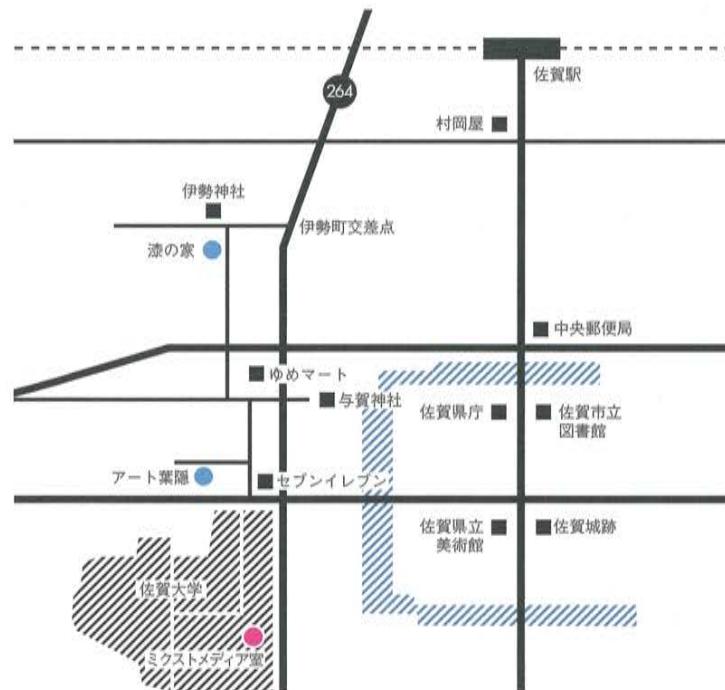 佐賀駅
264
村岡屋
伊勢神社
伊勢町交差点
漆の家
中央郵便局
ゆめマート
与賀神社
佐賀県庁
佐賀市立
図書館
アート葉隠
セブンイレブン
佐賀県立
美術館
佐賀城跡
佐賀大学
ミクストメディア室